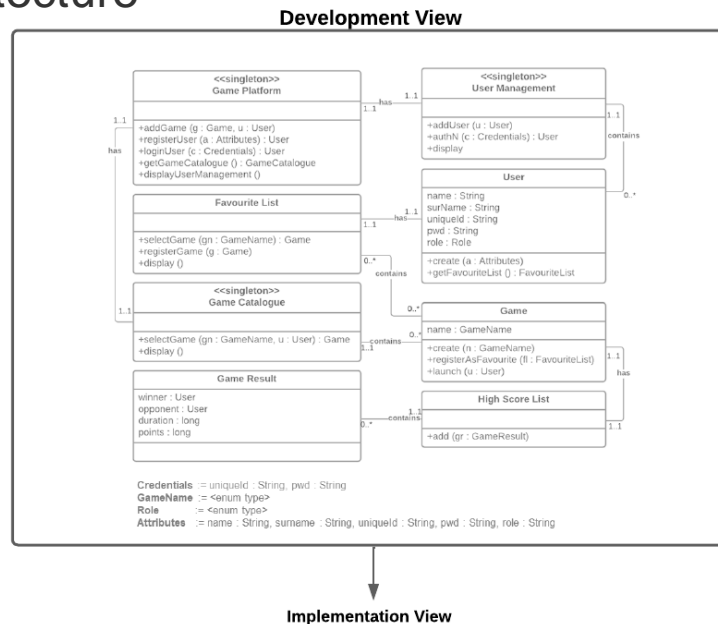 Development View
<<singleton>>
Game Platform
+addGame (g : Game, u : User)
+registerUser (a : Attributes) : User
+loginUser (c : Credentials) : User
+getGameCatalogue () : GameCatalogue
+displayUserManagement ()
1..1
has
1..1
<<singleton>>
User Management
+addUser (u : User)
+authN (c : Credentials) : User
+display
1..1
contains
0..*
1..1
has
1..1
User
name : String
surName : String
uniqueId : String
pwd : String
role : Role
+create (a : Attributes)
+getFavouriteList () : FavouriteList
Favourite List
+selectGame (gn : GameName) : Game
+registerGame (g : Game)
+display ()
1..1
has
1..1
0..*
contains
0..*
<<singleton>>
Game Catalogue
+selectGame (gn : GameName, u : User) : Game
+display ()
1..1
contains
0..*
Game
name : GameName
+create (n : GameName)
+registerAsFavourite (fl : FavouriteList)
+launch (u : User)
1..1
has
1..1
Game Result
winner : User
opponent : User
duration : long
points : long
0..*
contains
1..1
High Score List
+add (gr : GameResult)
Credentials := uniqueId : String, pwd : String
GameName := <enum type>
Role := <enum type>
Attributes := name : String, surname : String, uniqueId : String, pwd : String, role : String
Implementation View